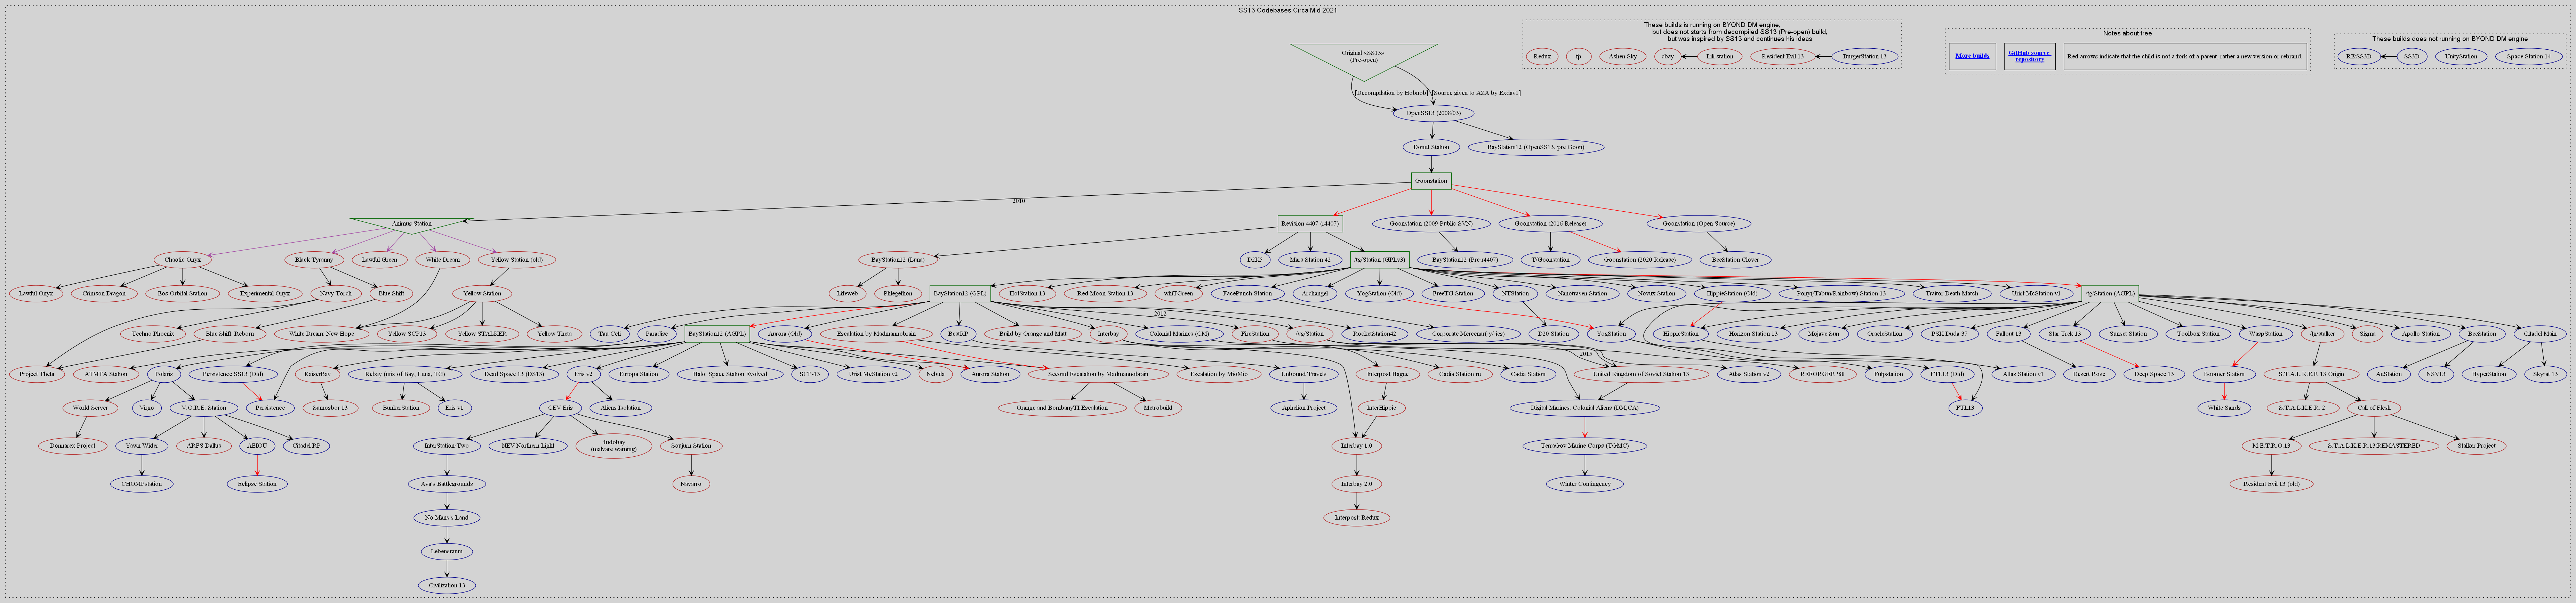 SS13 Codebases Circa Mid 2021
These builds is running on BYOND DM engine,
but does not starts from decompiled SS13 (Pre-open) build,
but was inspired by SS13 and continues his ideas
Redux
fp
Ashen Sky
cbay
Lili station
Resident Evil 13
BurgerStation 13
Notes about tree
More builds
GitHub source
repository
Red arrows indicate that the child is not a fork of a parent, rather a new version or rebrand.
These builds does not running on BYOND DM engine
RE:SS3D
SS3D
UnityStation
Space Station 14
Original «SS13»
(Pre-open)
[Decompilation by Hobnob]
[Source given to AZA by Exadv1]
OpenSS13 (2008/03)
Donut Station
BayStation12 (OpenSS13, pre Goon)
Goonstation
2010
Animus Station
Revision 4407 (r4407)
Goonstation (2009 Public SVN)
Goonstation (2016 Release)
Goonstation (Open Source)
Chaotic Onyx
Black Tyranny
Lawful Green
White Dream
Yellow Station (old)
BayStation12 (Luna)
D2K5
Mass Station 42
/tg/Station (GPLv3)
BayStation12 (Pre-r4407)
T/Goonstation
Goonstation (2020 Release)
BeeStation Clover
Lawful Onyx
Crimson Dragon
Eos Orbital Station
Experimental Onyx
Navy Torch
Blue Shift
Yellow Station
Lifeweb
Phlegethon
BayStation12 (GPL)
HotStation 13
Red Moon Station 13
whiTGreen
FacePunch Station
Archangel
YogStation (Old)
FreeTG Station
NTStation
Nanotrasen Station
Novux Station
HippieStation (Old)
Pony(/Tabun/Rainbow) Station 13
Traitor Death Match
Urist McStation v1
/tg/Station (AGPL)
2012
Techno Phoenix
Blue Shift: Reborn
White Dream: New Hope
Yellow SCP13
Yellow STALKER
Yellow Theta
Tau Ceti
Paradise
BayStation12 (AGPL)
Aurora (Old)
Escalation by Madmannobrain
BestRP
Build by Orange and Matt
Interbay
Colonial Marines (CM)
FireStation
/vg/Station
RocketStation42
Corporate Mercenar(-y/-ies)
D20 Station
YogStation
HippieStation
Horizon Station 13
Mojave Sun
OracleStation
PSK Dudo-37
Fallout 13
Star Trek 13
Sunset Station
Toolbox Station
WaspStation
/tg/stalker
Sigma
Apollo Station
BeeStation
Citadel Main
2015
Project Theta
ATMTA Station
Polaris
Persistence SS13 (Old)
KaiserBay
Rebay (mix of Bay, Luna, TG)
Dead Space 13 (DS13)
Eris v2
Europa Station
Halo: Space Station Evolved
SCP-13
Urist McStation v2
Nebula
Aurora Station
Second Escalation by Madmannobrain
Escalation by MisMio
Unbound Travels
Interpost Hagne
Cadia Station.ru
Cadia Station
United Kingdom of Soviet Station 13
Atlas Station v2
REFORGER '88
Fulpstation
FTL13 (Old)
Atlas Station v1
Desert Rose
Deep Space 13
Boomer Station
S.T.A.L.K.E.R.13 Origin
AuStation
NSV13
HyperStation
Skyrat 13
World Server
Virgo
V.O.R.E. Station
Persistence
Samosbor 13
BunkerStation
Eris v1
CEV Eris
Aliens Isolation
Orange and BombanyTI Escalation
Metrobuild
Aphelion Project
InterHippie
Digital Marines: Colonial Aliens (DM:CA)
FTL13
White Sands
S.T.A.L.K.E.R. 2
Call of Flesh
Donmarex Project
Yawn Wider
ARFS Dallus
AEIOU
Citadel RP
InterStation-Two
NEV Northern Light
4udobay
(malware warning)
Soujurn Station
Interbay 1.0
TerraGov Marine Corps (TGMC)
M.E.T.R.O.13
S.T.A.L.K.E.R.13:REMASTERED
Stalker Project
CHOMPstation
Eclipse Station
Ava's Battlegrounds
Navarro
Interbay 2.0
Winter Contingency
Resident Evil 13 (old)
No Mans's Land
Interpost: Redux
Lebensraum
Civilization 13